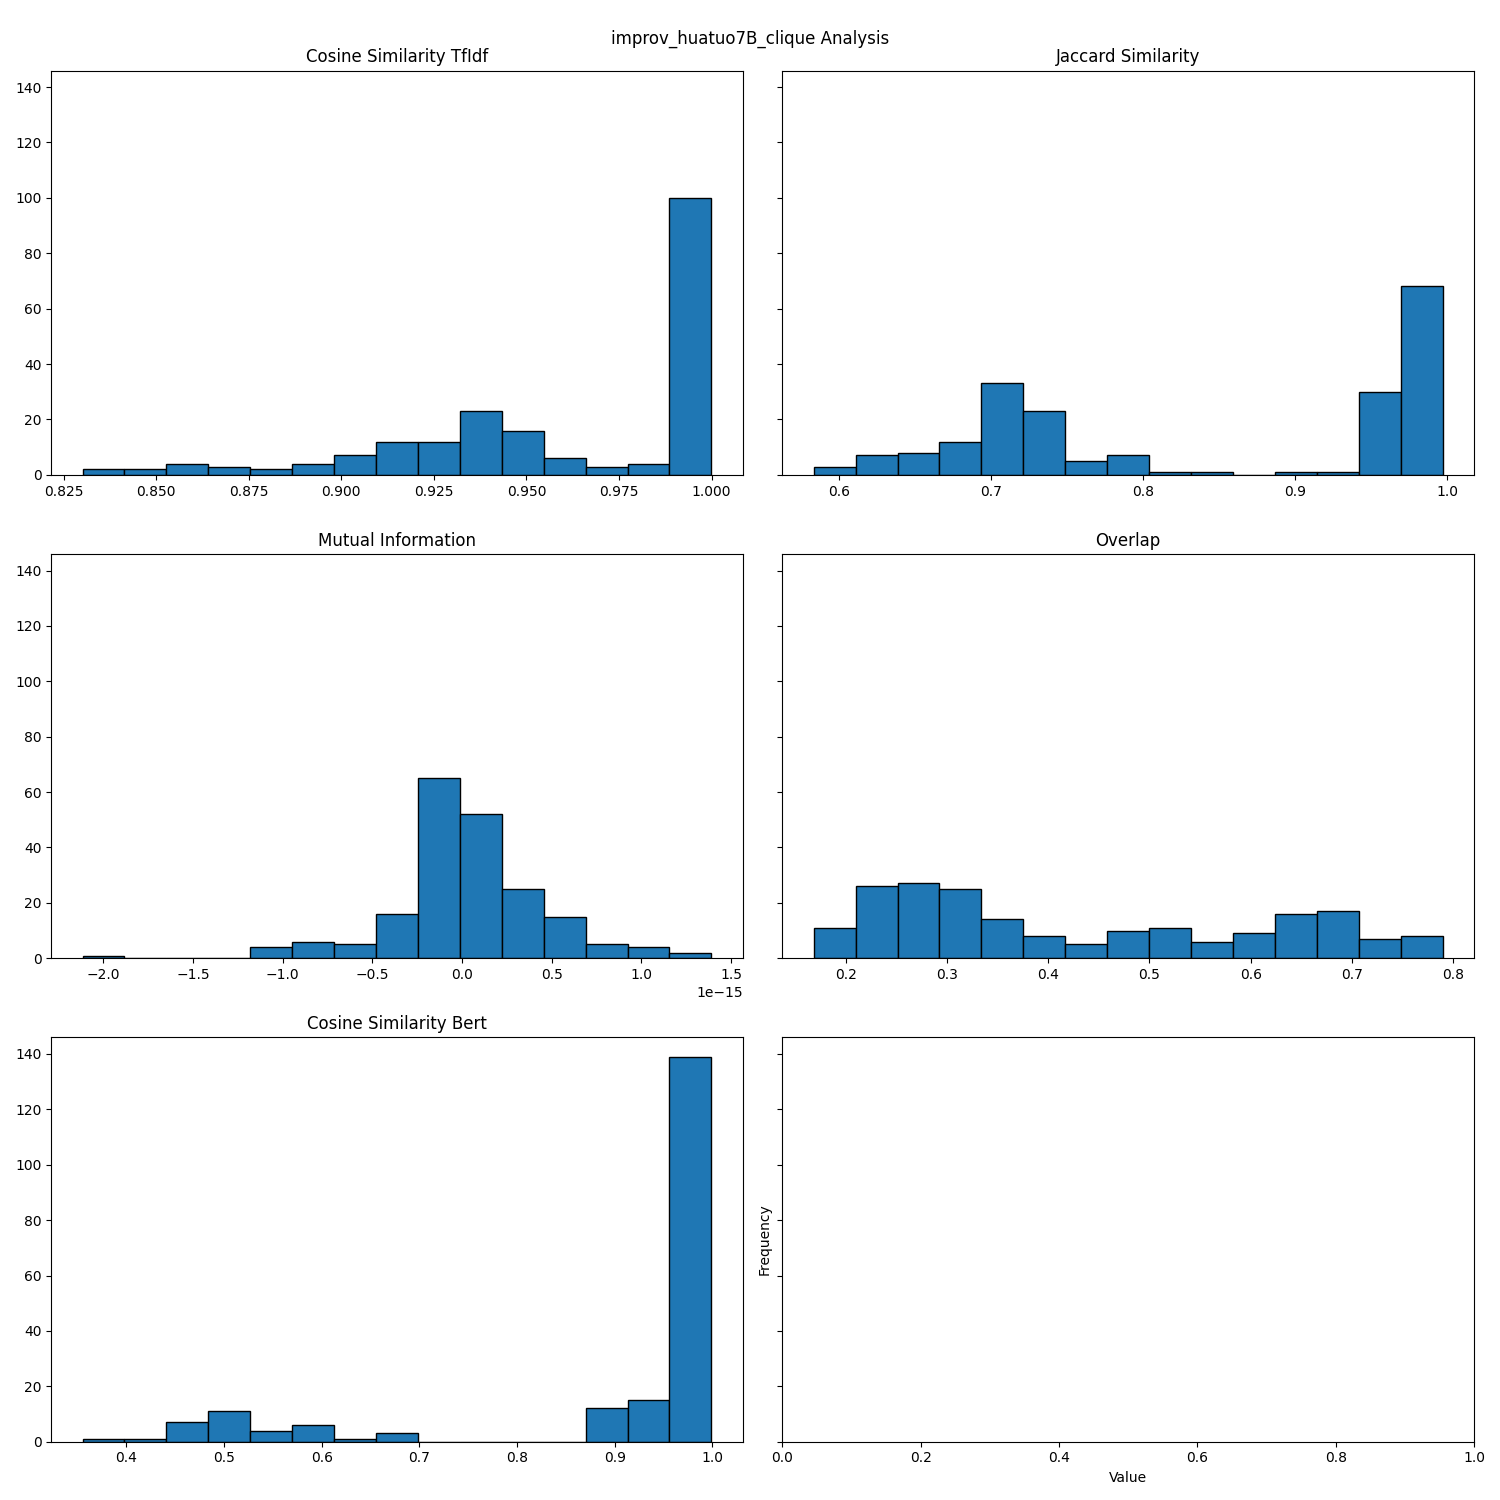 improv_huatuo7B_clique Analysis
Cosine Similarity TfIdf
140
120
100
80
60
40
20
0
0.825 0.850 0.875 0.900 0.925 0.950 0.975 1.000
Jaccard Similarity
0.6 0.7 0.8 0.9 1.0
Mutual Information
140
120
100
80
60
40
20
0
−2.0 −1.5 −1.0 −0.5 0.0 0.5 1.0 1.5
1e−15
Overlap
0.2 0.3 0.4 0.5 0.6 0.7 0.8
Cosine Similarity Bert
140
120
100
80
60
40
20
0
0.4 0.5 0.6 0.7 0.8 0.9 1.0
Frequency
0.0 0.2 0.4 0.6 0.8 1.0
Value